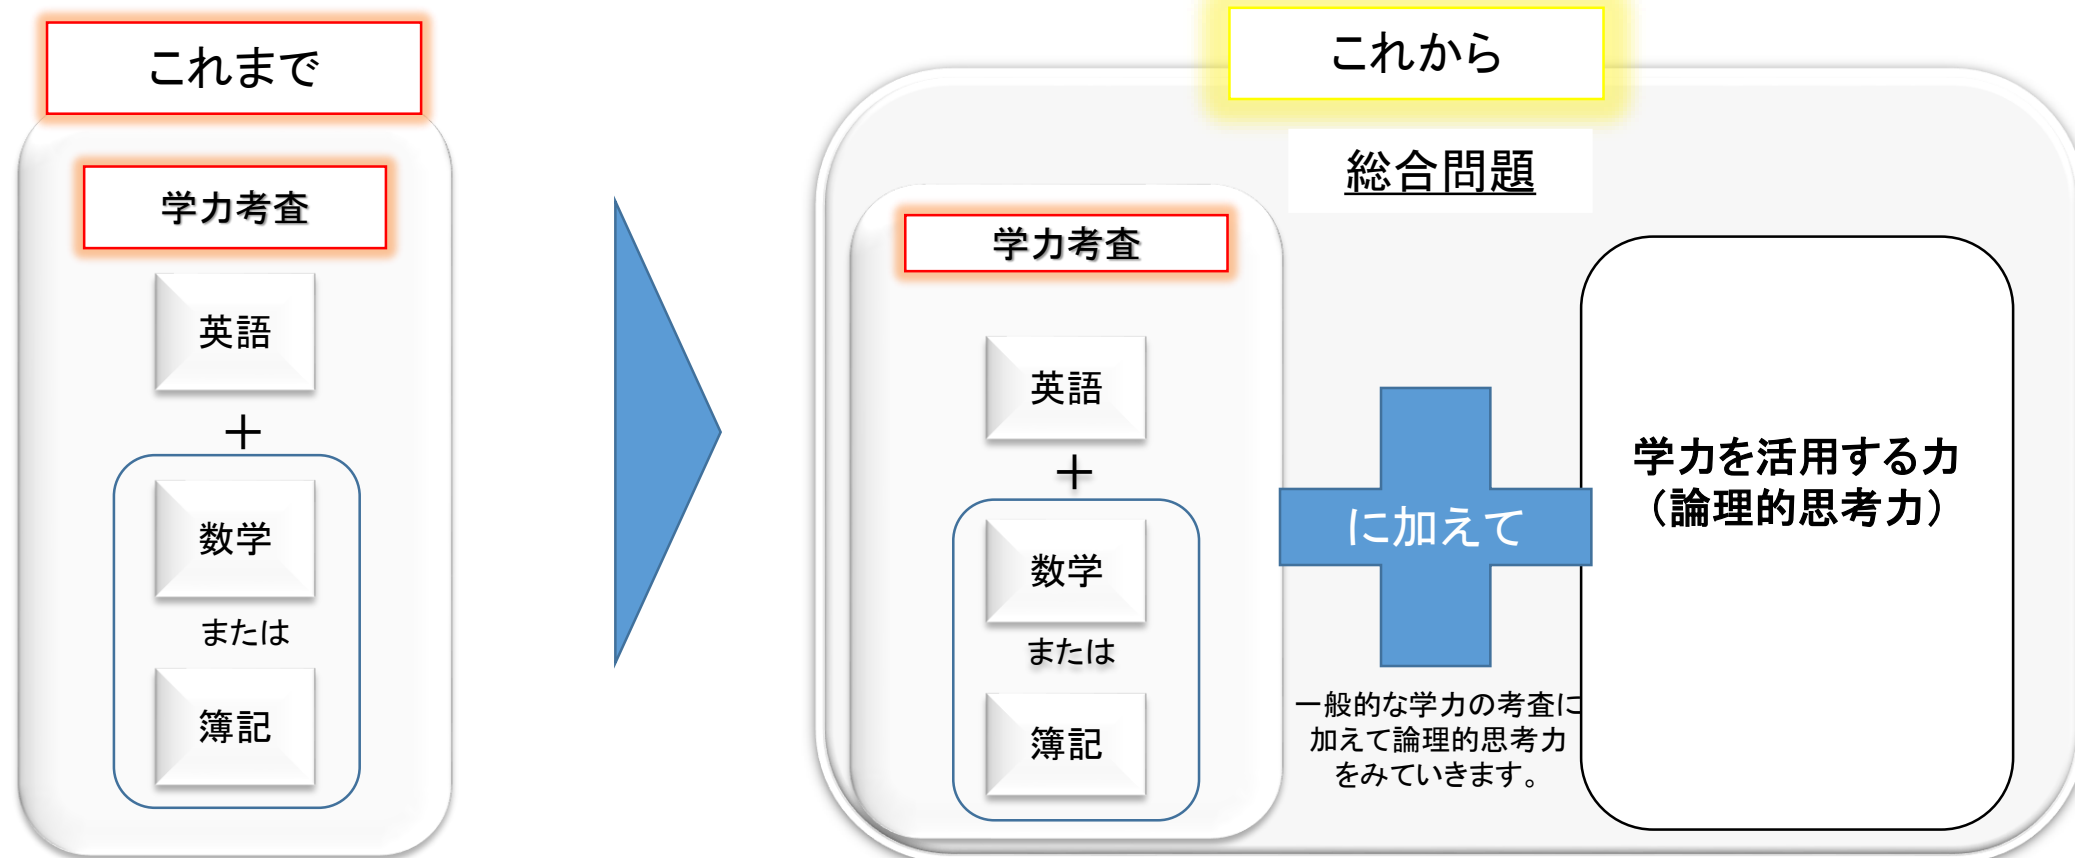 これまで
学力考査
英語
＋
数学
または
簿記
これから
総合問題
学力考査
英語
＋
数学
または
簿記
に加えて
一般的な学力の考査に
加えて論理的思考力
をみていきます。
学力を活用する力
（論理的思考力）